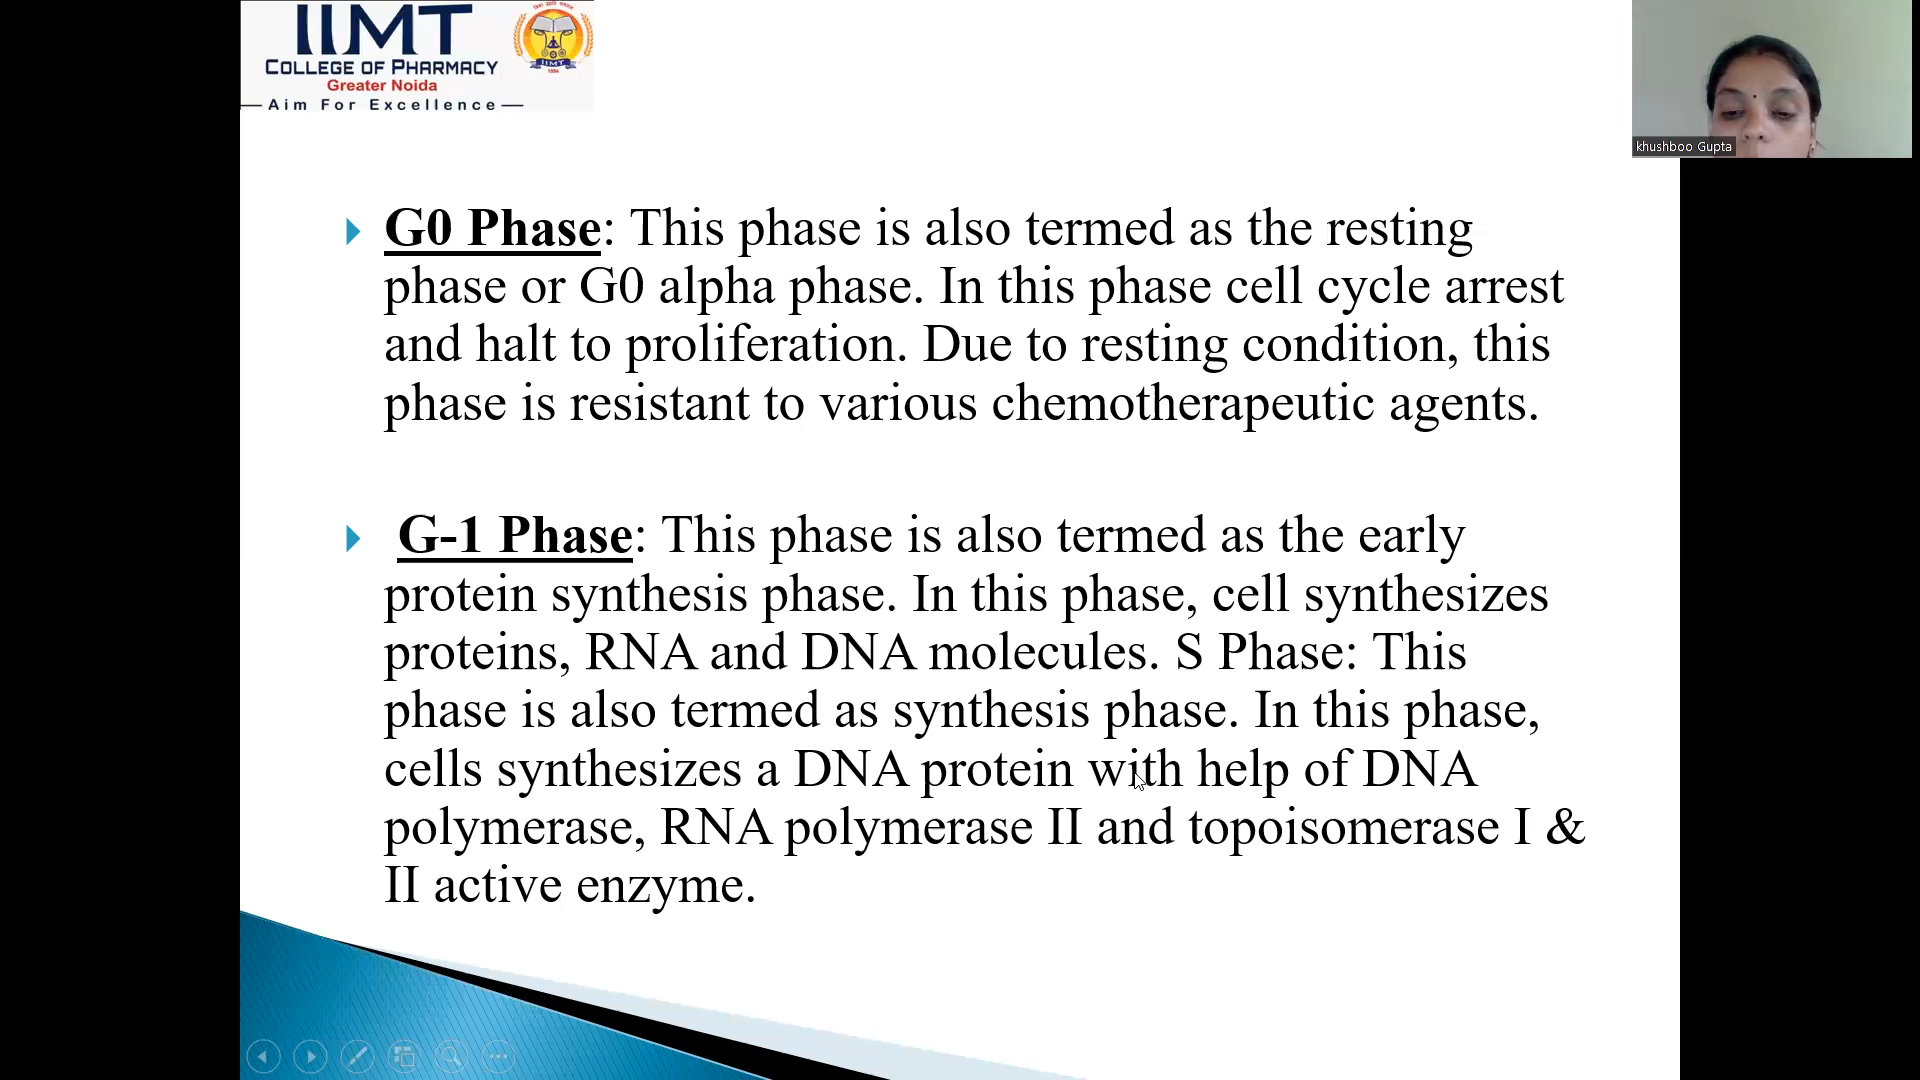 IIMT
COLLEGE OF PHARMACY
Greater Noida
Aim For Excellence
IIMT
khushboo Gupta
G0 Phase: This phase is also termed as the resting
phase or G0 alpha phase. In this phase cell cycle arrest
and halt to proliferation. Due to resting condition, this
phase is resistant to various chemotherapeutic agents.
G-1 Phase: This phase is also termed as the early
protein synthesis phase. In this phase, cell synthesizes
proteins, RNA and DNA molecules. S Phase: This
phase is also termed as synthesis phase. In this phase,
cells synthesizes a DNA protein with help of DNA
polymerase, RNA polymerase II and topoisomerase I &
II active enzyme.